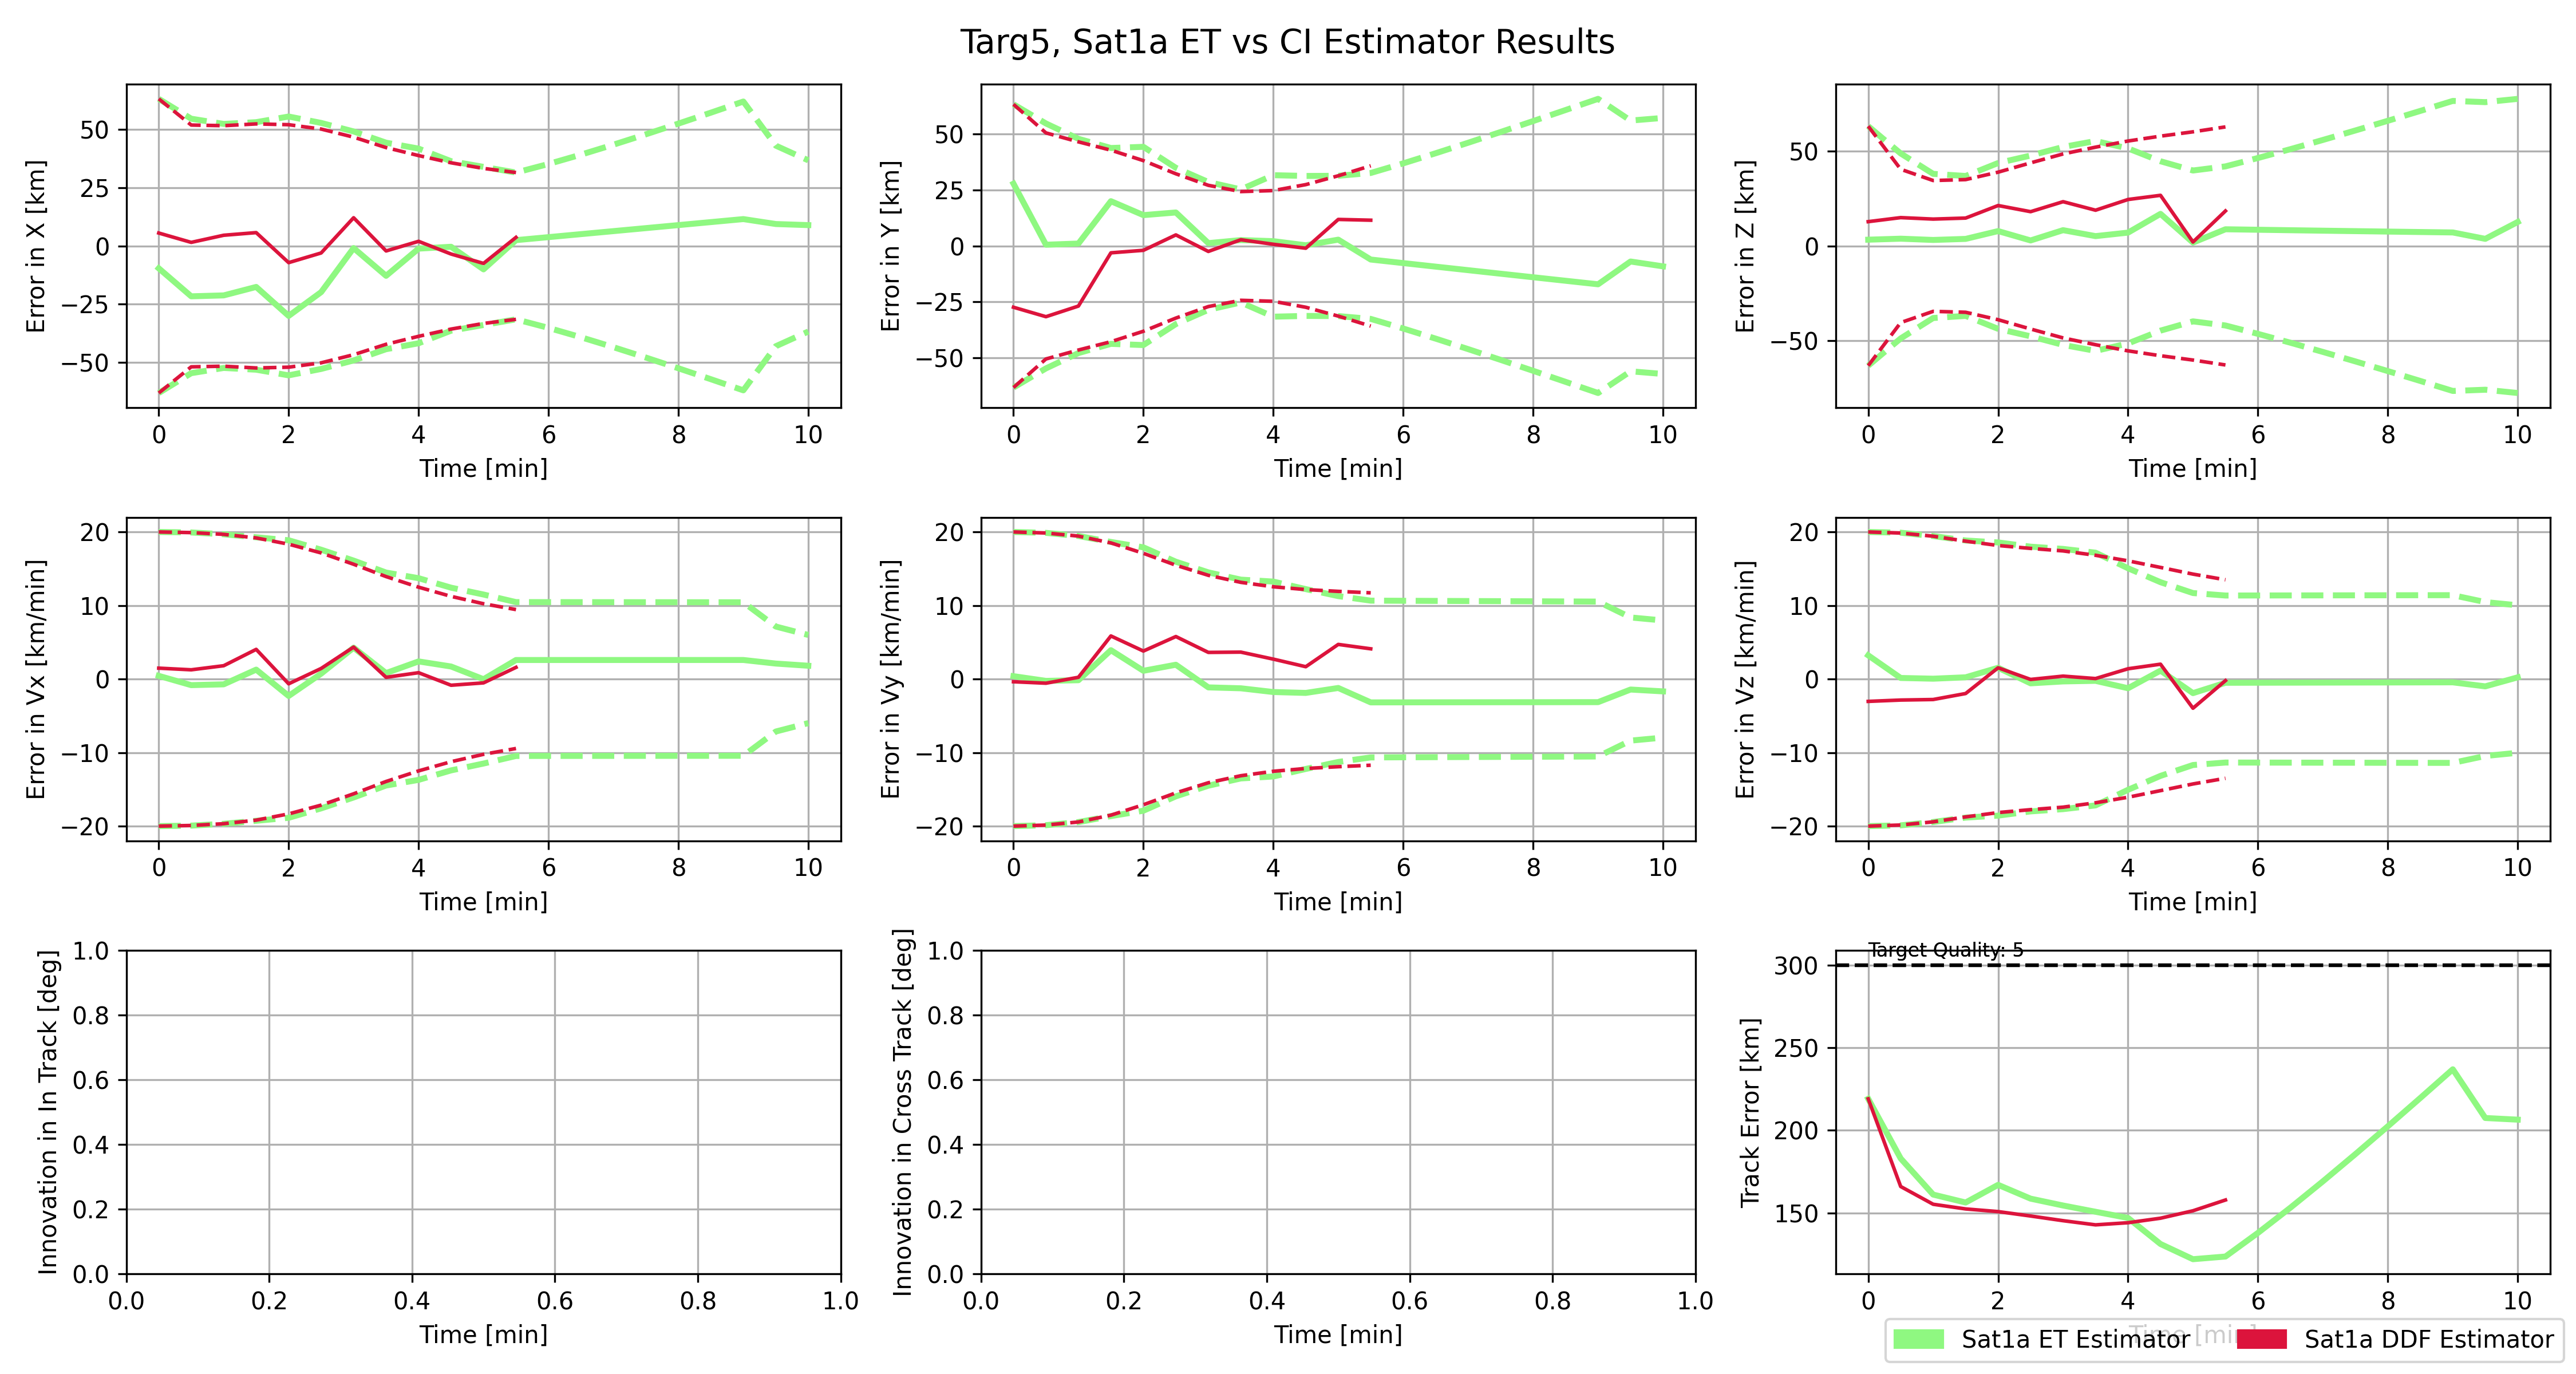 Targ5, Sat1a ET vs CI Estimator Results
Error in X [km]
50
25
0
−25
−50
0 2 4 6 8 10
Time [min]
Error in Y [km]
50
25
0
−25
−50
0 2 4 6 8 10
Time [min]
Error in Z [km]
50
0
−50
0 2 4 6 8 10
Time [min]
Error in Vx [km/min]
20
10
0
−10
−20
0 2 4 6 8 10
Time [min]
Error in Vy [km/min]
20
10
0
−10
−20
0 2 4 6 8 10
Time [min]
Error in Vz [km/min]
20
10
0
−10
−20
0 2 4 6 8 10
Time [min]
Innovation in In Track [deg]
1.0
0.8
0.6
0.4
0.2
0.0
0.0 0.2 0.4 0.6 0.8 1.0
Time [min]
Innovation in Cross Track [deg]
1.0
0.8
0.6
0.4
0.2
0.0
0.0 0.2 0.4 0.6 0.8 1.0
Time [min]
Track Error [km]
Target Quality: 5
300
250
200
150
0 2 4 6 8 10
Time [min]
Sat1a ET Estimator
Sat1a DDF Estimator